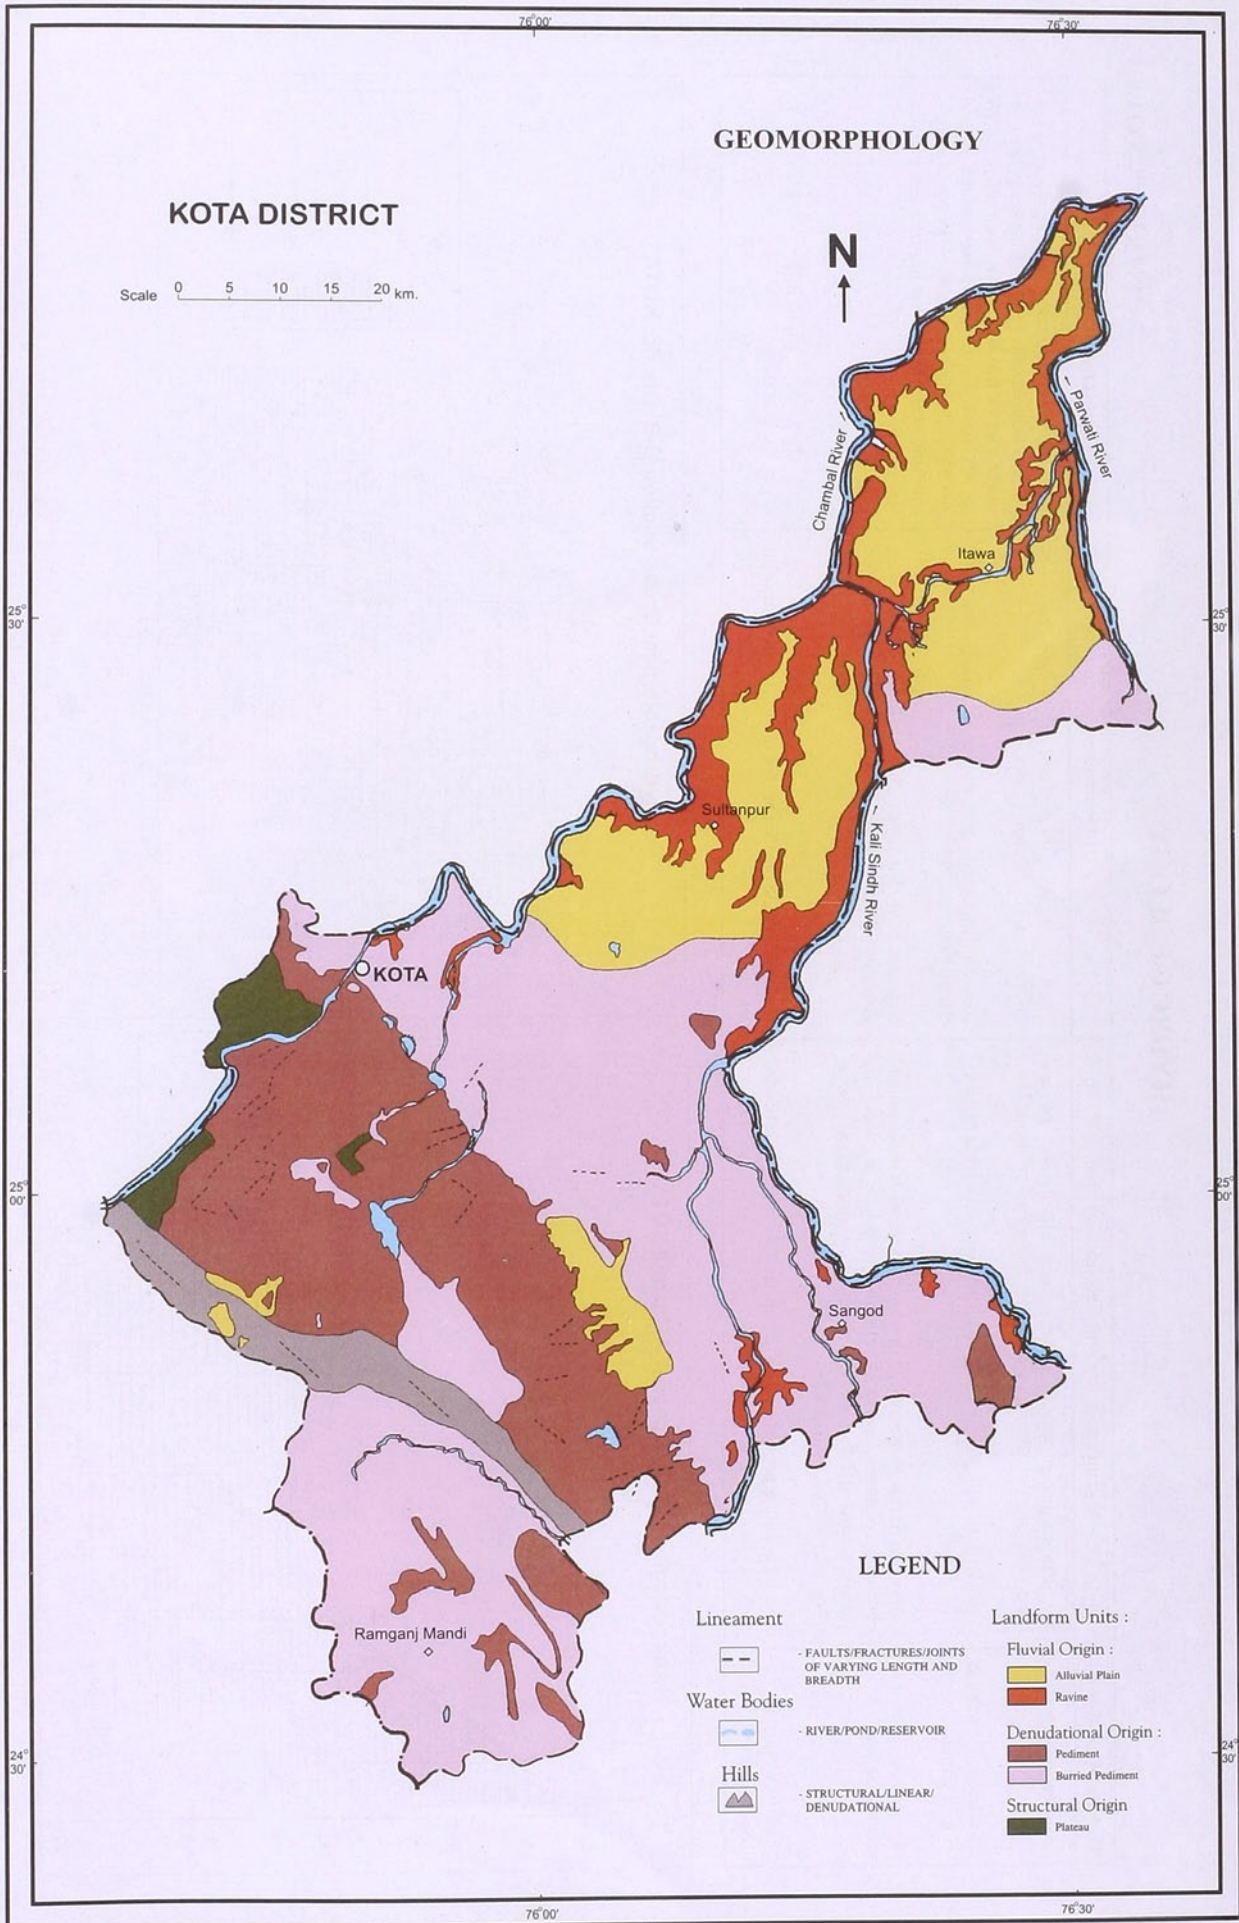 76°00'
76°30'
GEOMORPHOLOGY
KOTA DISTRICT
N
Scale 0 5 10 15 20 km.
← Parwati River
Chambal River →
Itawa
25°
30'
25°
30'
Sultanpur
← Kali Sindh River
KOTA
25°
00'
25°
00'
Sangod
LEGEND
Ramganj Mandi
Lineament
- FAULTS/FRACTURES/JOINTS
OF VARYING LENGTH AND
BREADTH
Water Bodies
- RIVER/POND/RESERVOIR
Hills
- STRUCTURAL/LINEAR/
DENUDATIONAL
Landform Units :
Fluvial Origin :
Alluvial Plain
Ravine
Denudational Origin :
Pediment
Burried Pediment
Structural Origin
Plateau
24°
30'
24°
30'
76°00'
76°30'